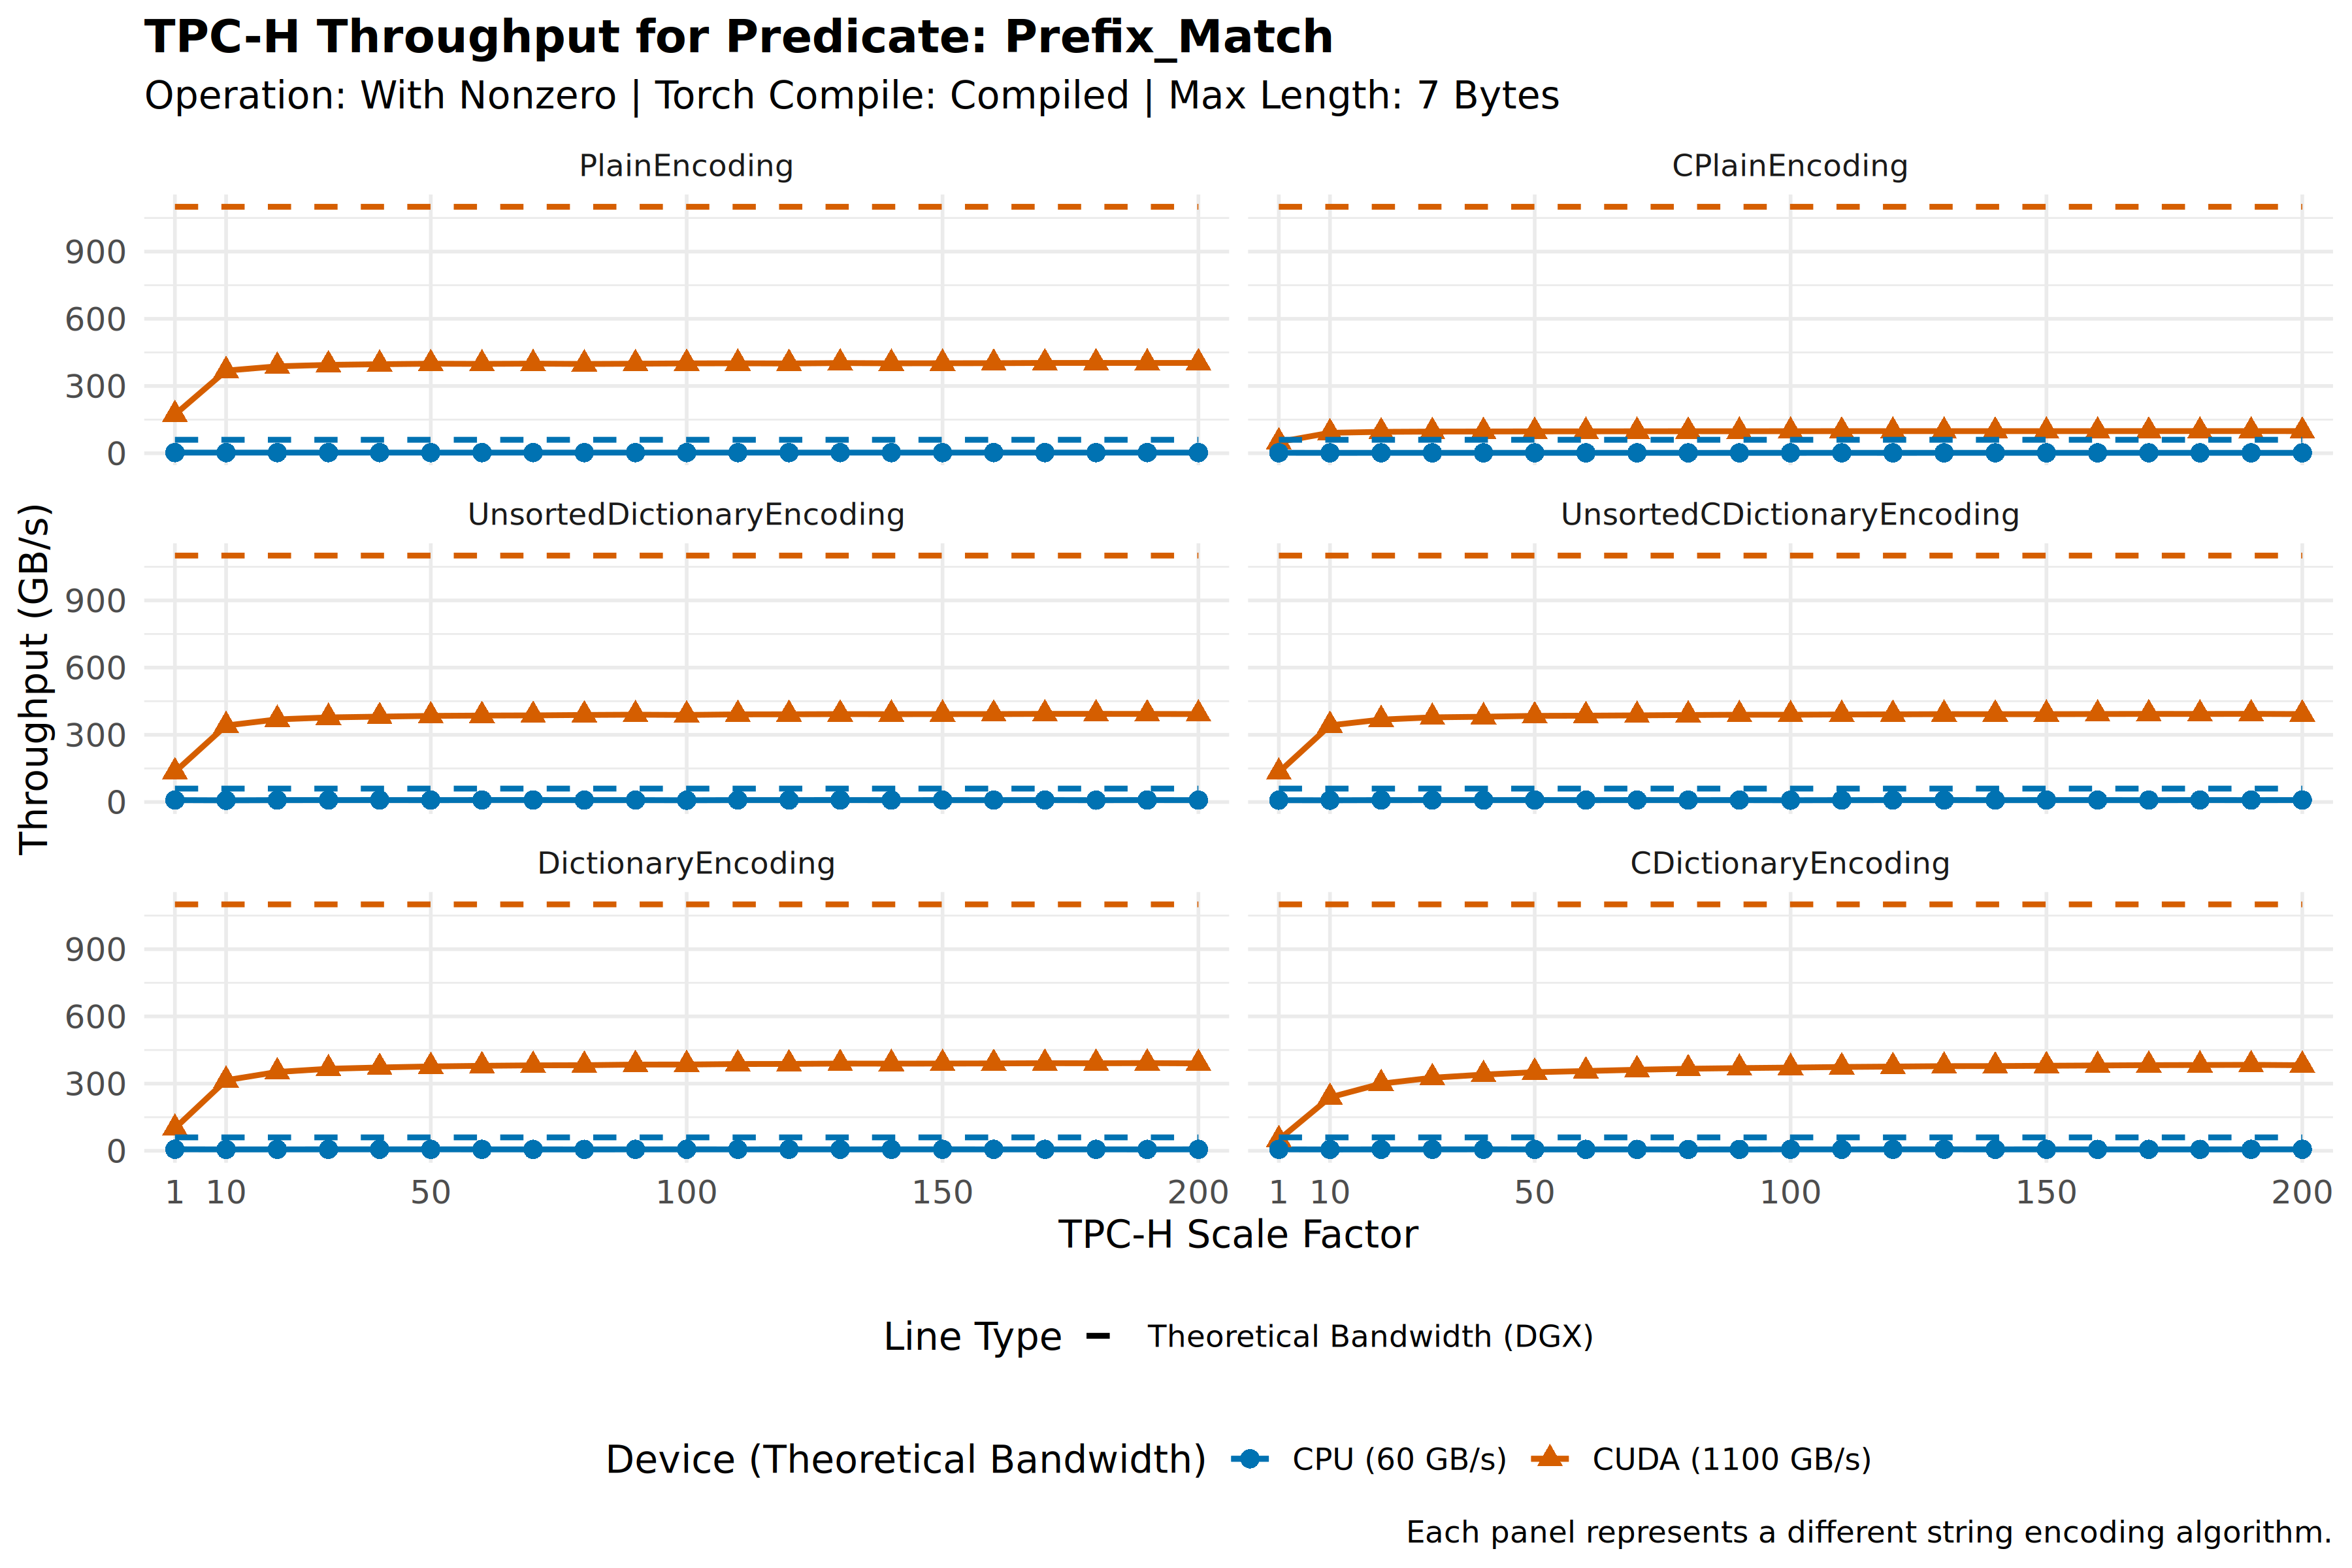 TPC-H Throughput for Predicate: Prefix_Match
Operation: With Nonzero | Torch Compile: Compiled | Max Length: 7 Bytes
Throughput (GB/s)
PlainEncoding
CPlainEncoding
900
600
300
0
UnsortedDictionaryEncoding
UnsortedCDictionaryEncoding
900
600
300
0
DictionaryEncoding
CDictionaryEncoding
900
600
300
0
1 10 50 100 150 200
1 10 50 100 150 200
TPC-H Scale Factor
Line Type Theoretical Bandwidth (DGX)
Device (Theoretical Bandwidth) CPU (60 GB/s) CUDA (1100 GB/s)
Each panel represents a different string encoding algorithm.